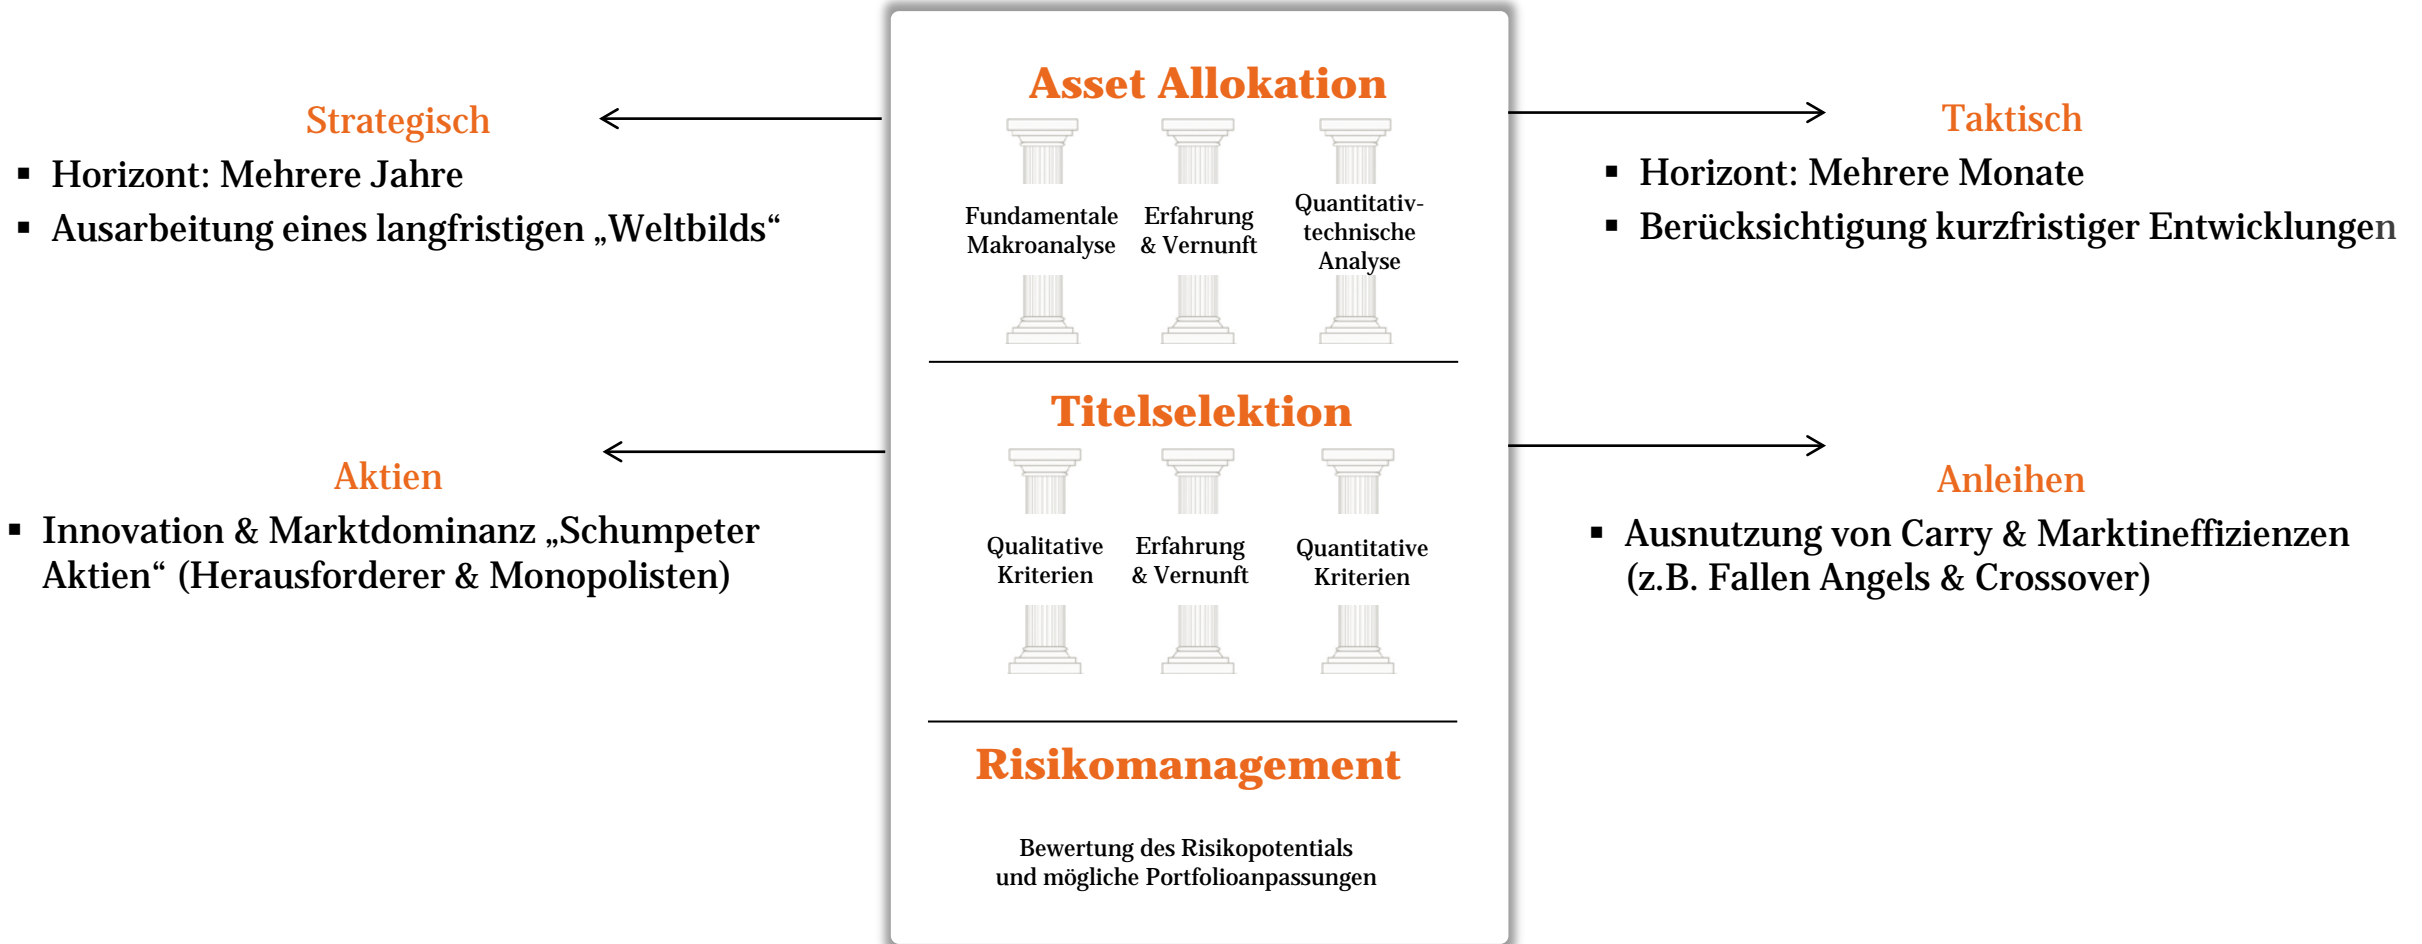 Asset Allokation
Strategisch
▪ Horizont: Mehrere Jahre
▪ Ausarbeitung eines langfristigen „Weltbilds“
Fundamentale
Makroanalyse
Erfahrung
& Vernunft
Quantitativ-
technische
Analyse
Taktisch
▪ Horizont: Mehrere Monate
▪ Berücksichtigung kurzfristiger Entwicklungen
Titelselektion
Aktien
▪ Innovation & Marktdominanz „Schumpeter
Aktien“ (Herausforderer & Monopolisten)
Qualitative
Kriterien
Erfahrung
& Vernunft
Quantitative
Kriterien
Anleihen
▪ Ausnutzung von Carry & Marktineffizienzen
(z.B. Fallen Angels & Crossover)
Risikomanagement
Bewertung des Risikopotentials
und mögliche Portfolioanpassungen